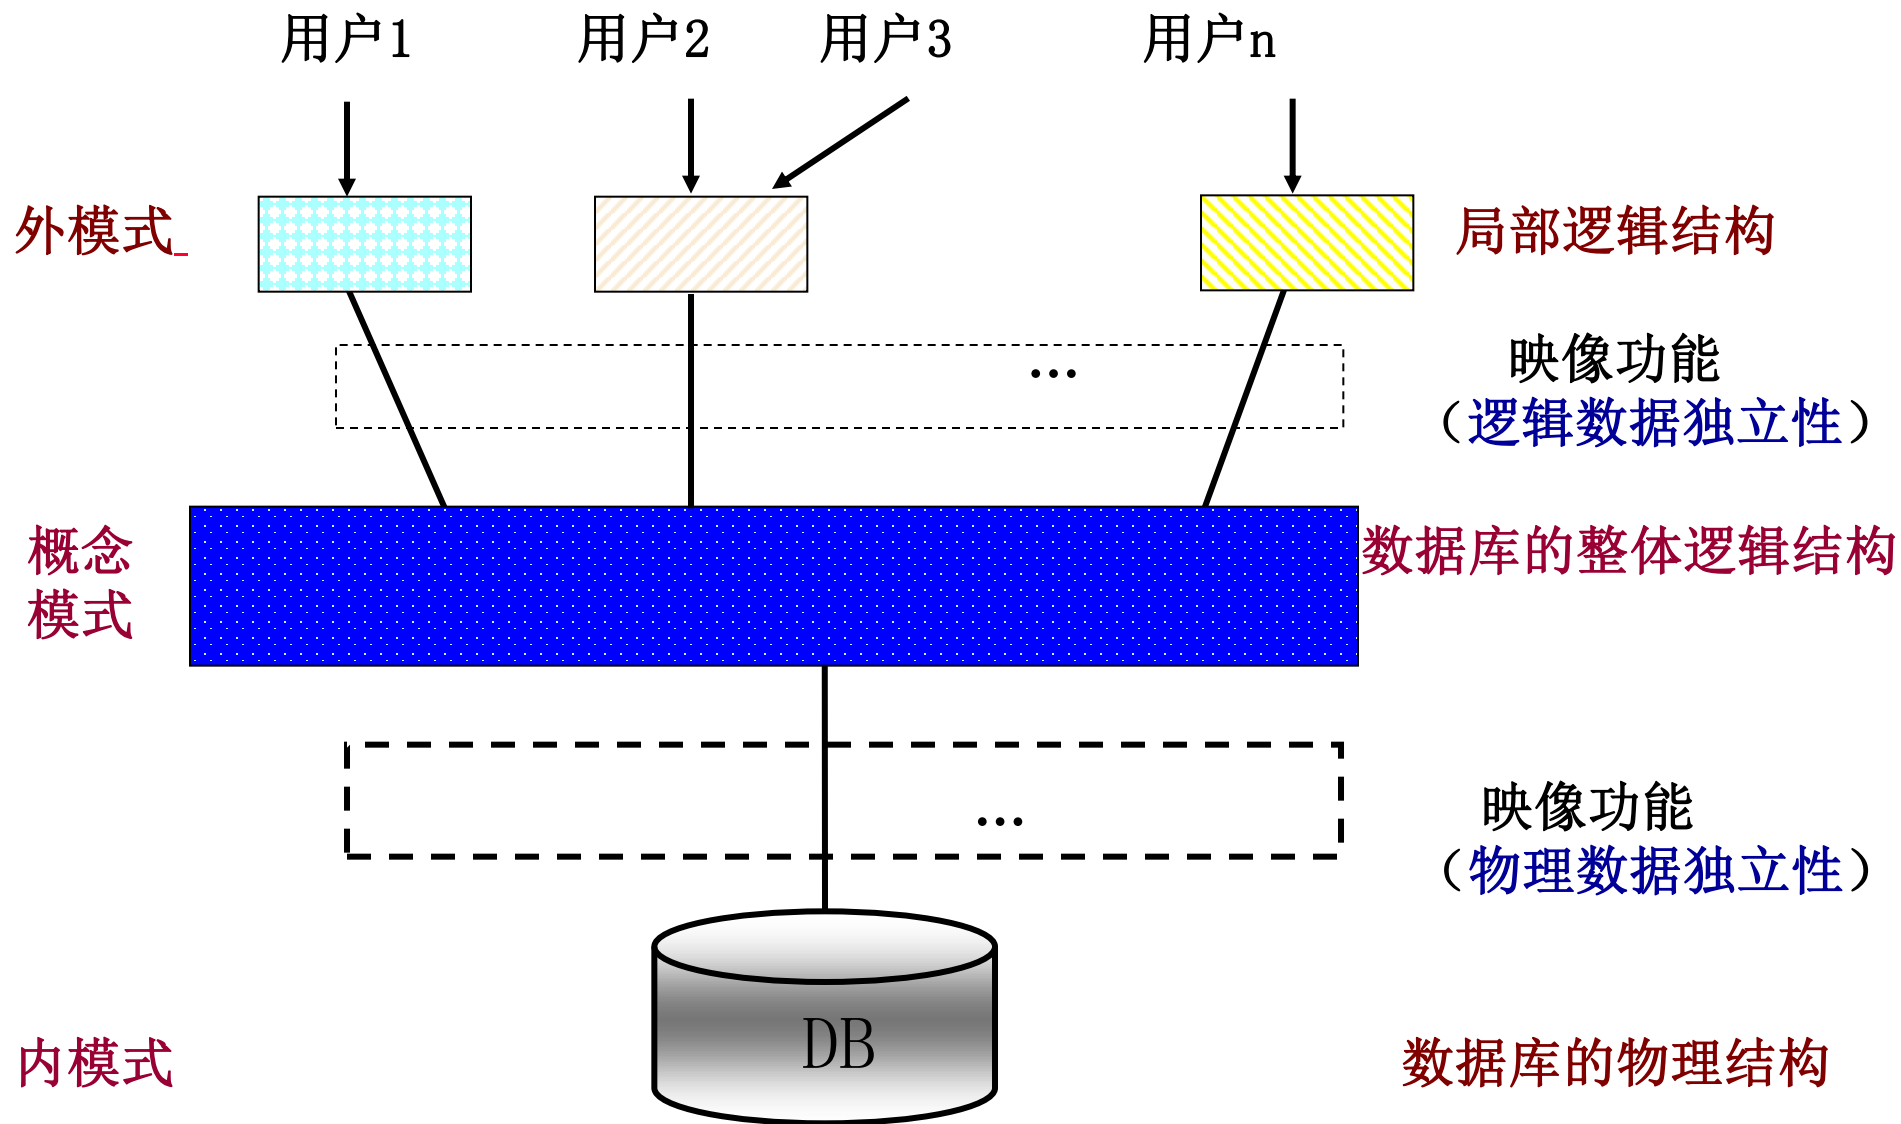 用户1
用户2
用户3
用户n
外模式
局部逻辑结构
…
映像功能
（逻辑数据独立性）
概念
模式
数据库的整体逻辑结构
…
映像功能
（物理数据独立性）
DB
内模式
数据库的物理结构